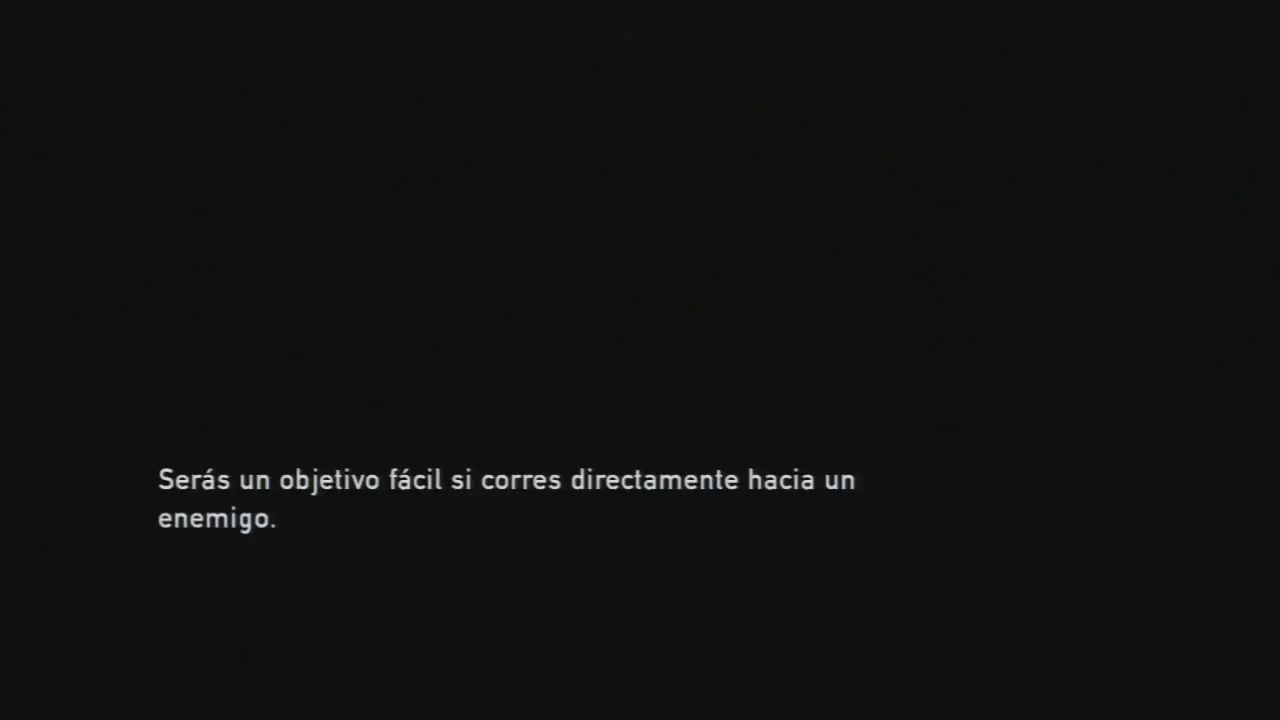 Serás un objetivo fácil si corres directamente hacia un
enemigo.